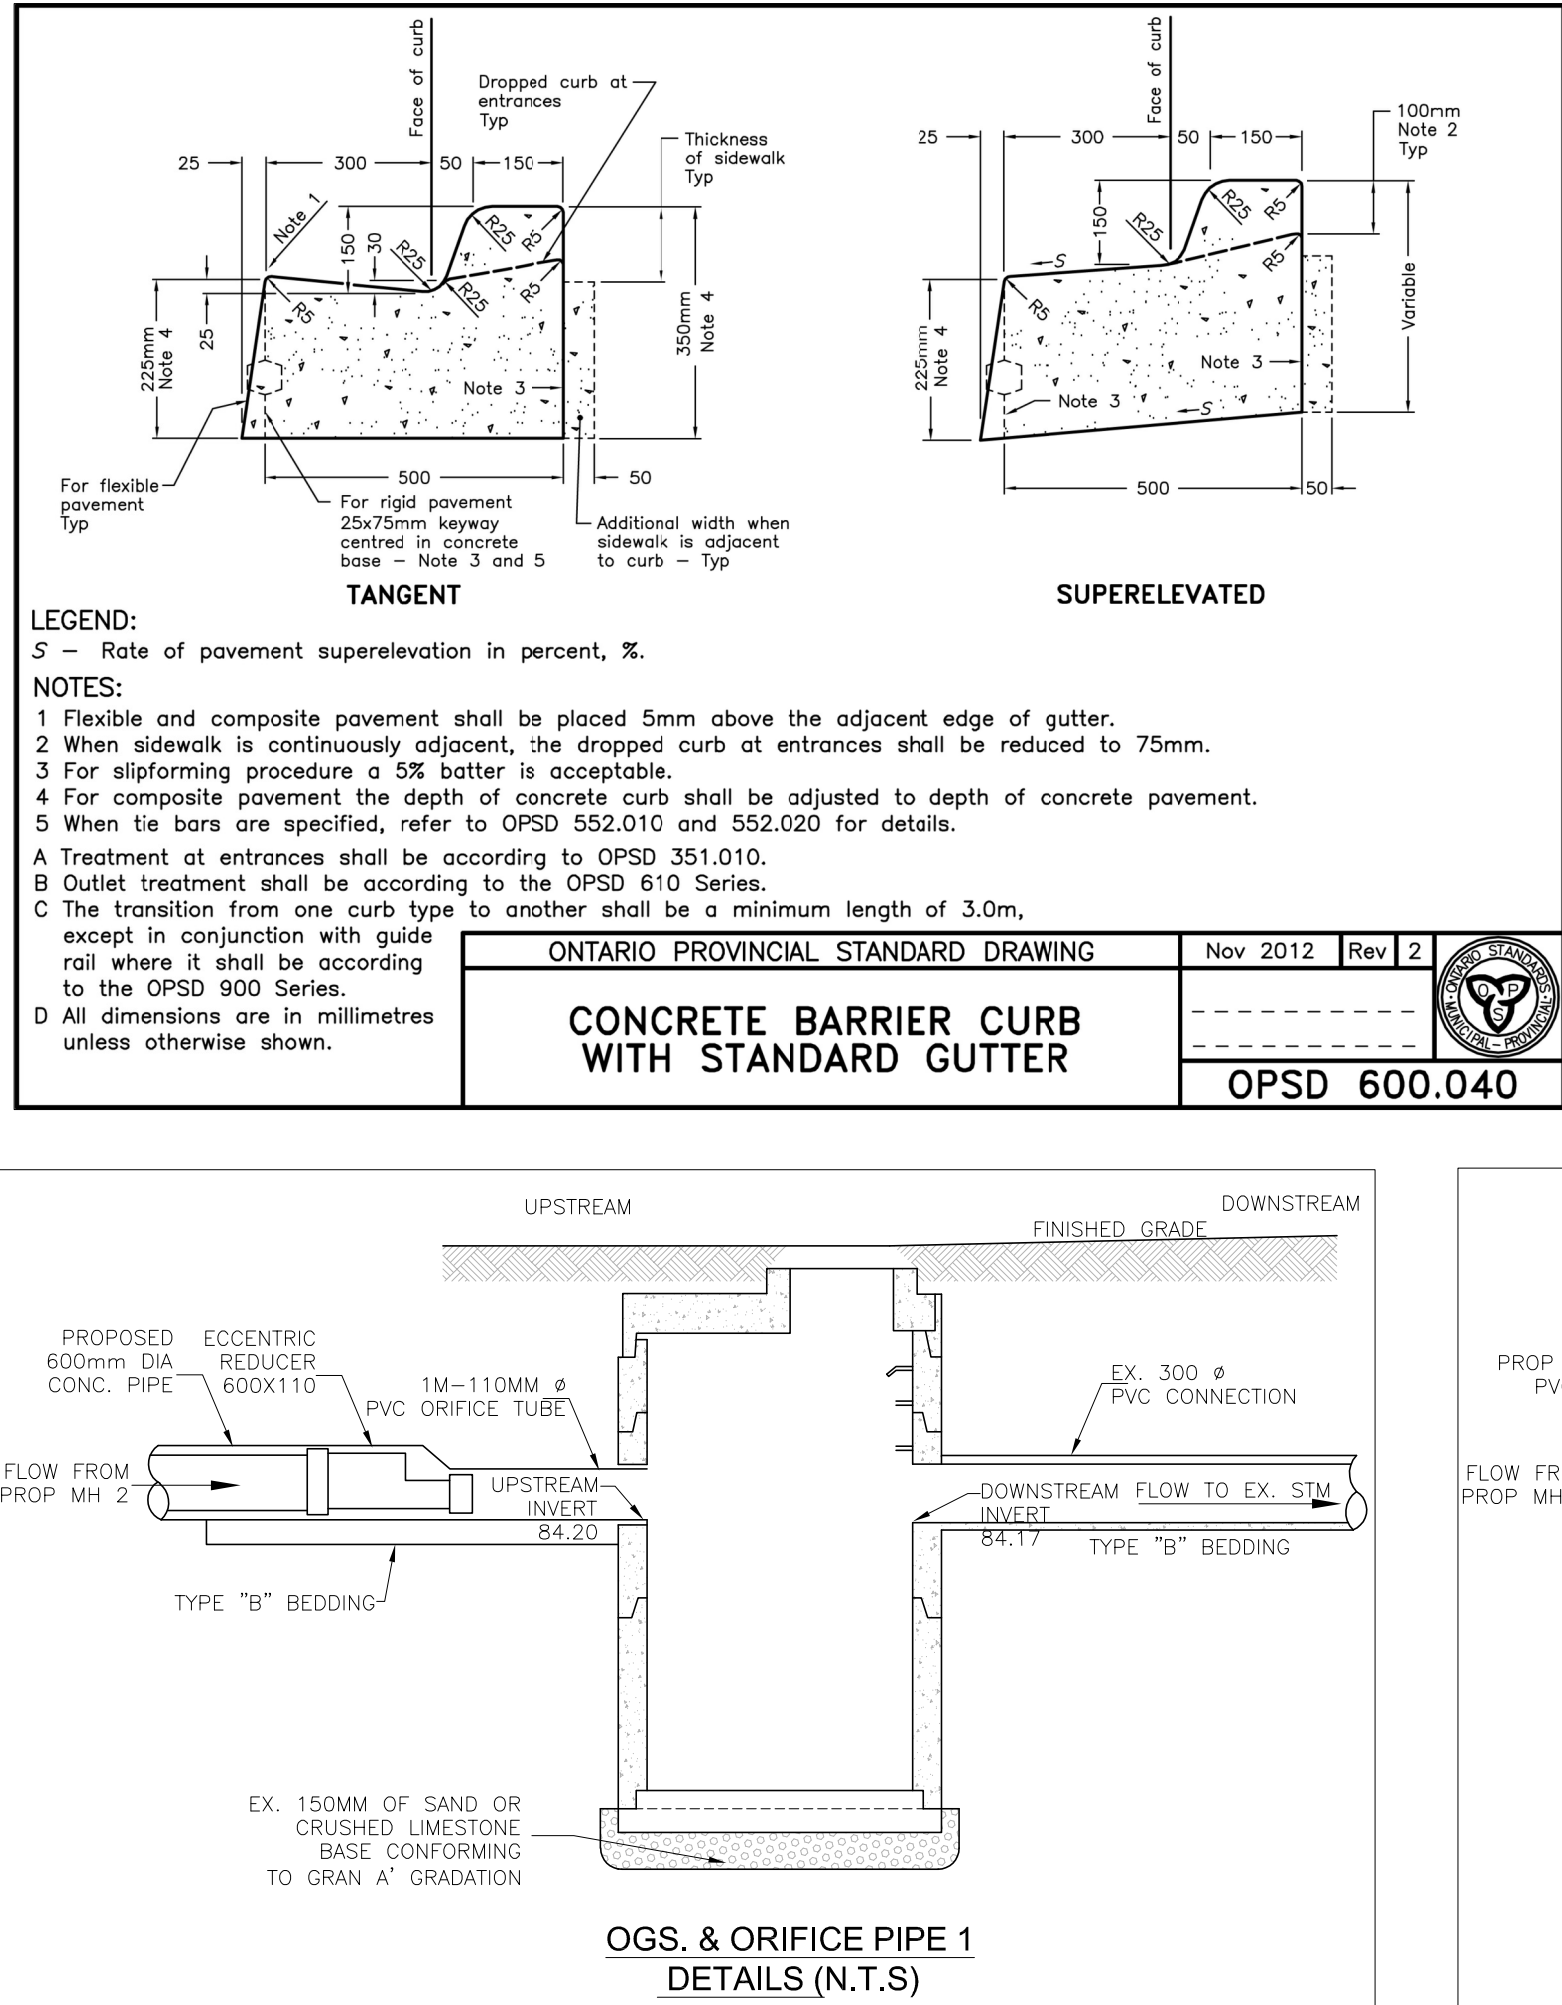 Face of curb
Dropped curb at
entrances
Typ
Thickness
of sidewalk
Typ
25
300
50
150
Note 1
150
30
R25
R25
R5
R25
R5
R5
25
225mm
Note 4
350mm
Note 4
Note 3
500
50
For flexible
pavement
Typ
For rigid pavement
25x75mm keyway
centred in concrete
base – Note 3 and 5
Additional width when
sidewalk is adjacent
to curb – Typ
TANGENT
Face of curb
25
300
50
150
100mm
Note 2
Typ
150
R25
R25
R5
R5
S
R5
Variable
225mm
Note 4
Note 3
Note 3
S
500
50
SUPERELEVATED
LEGEND:
S – Rate of pavement superelevation in percent, %.
NOTES:
1 Flexible and composite pavement shall be placed 5mm above the adjacent edge of gutter.
2 When sidewalk is continuously adjacent, the dropped curb at entrances shall be reduced to 75mm.
3 For slipforming procedure a 5% batter is acceptable.
4 For composite pavement the depth of concrete curb shall be adjusted to depth of concrete pavement.
5 When tie bars are specified, refer to OPSD 552.010 and 552.020 for details.
A Treatment at entrances shall be according to OPSD 351.010.
B Outlet treatment shall be according to the OPSD 610 Series.
C The transition from one curb type to another shall be a minimum length of 3.0m,
except in conjunction with guide
rail where it shall be according
to the OPSD 900 Series.
D All dimensions are in millimetres
unless otherwise shown.
ONTARIO PROVINCIAL STANDARD DRAWING
Nov 2012
Rev
2
CONCRETE BARRIER CURB
WITH STANDARD GUTTER
ONTARIO STANDARDS
MUNICIPAL – PROVINCIAL
O P
S
OPSD 600.040
UPSTREAM
DOWNSTREAM
FINISHED GRADE
PROPOSED
600mm DIA
CONC. PIPE
ECCENTRIC
REDUCER
600X110
1M–110MM ø
PVC ORIFICE TUBE
EX. 300 ø
PVC CONNECTION
FLOW FROM
PROP MH 2
UPSTREAM
INVERT
84.20
DOWNSTREAM
INVERT
84.17
FLOW TO EX. STM
TYPE "B" BEDDING
TYPE "B" BEDDING
EX. 150MM OF SAND OR
CRUSHED LIMESTONE
BASE CONFORMING
TO GRAN A' GRADATION
OGS. & ORIFICE PIPE 1
DETAILS (N.T.S)
PROP
PV
FLOW FR
PROP MH